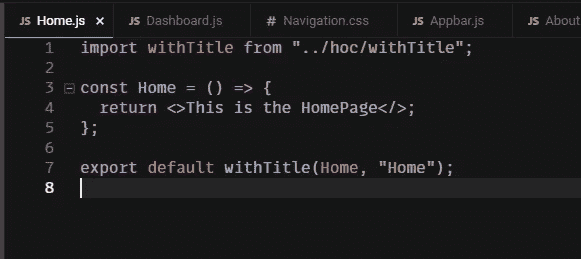 JS Home.js × JS Dashboard.js # Navigation.css JS Appbar.js JS About
1 import withTitle from "../hoc/withTitle";
2
3 const Home = () => {
4 return <>This is the HomePage</>;
5 };
6
7 export default withTitle(Home, "Home");
8